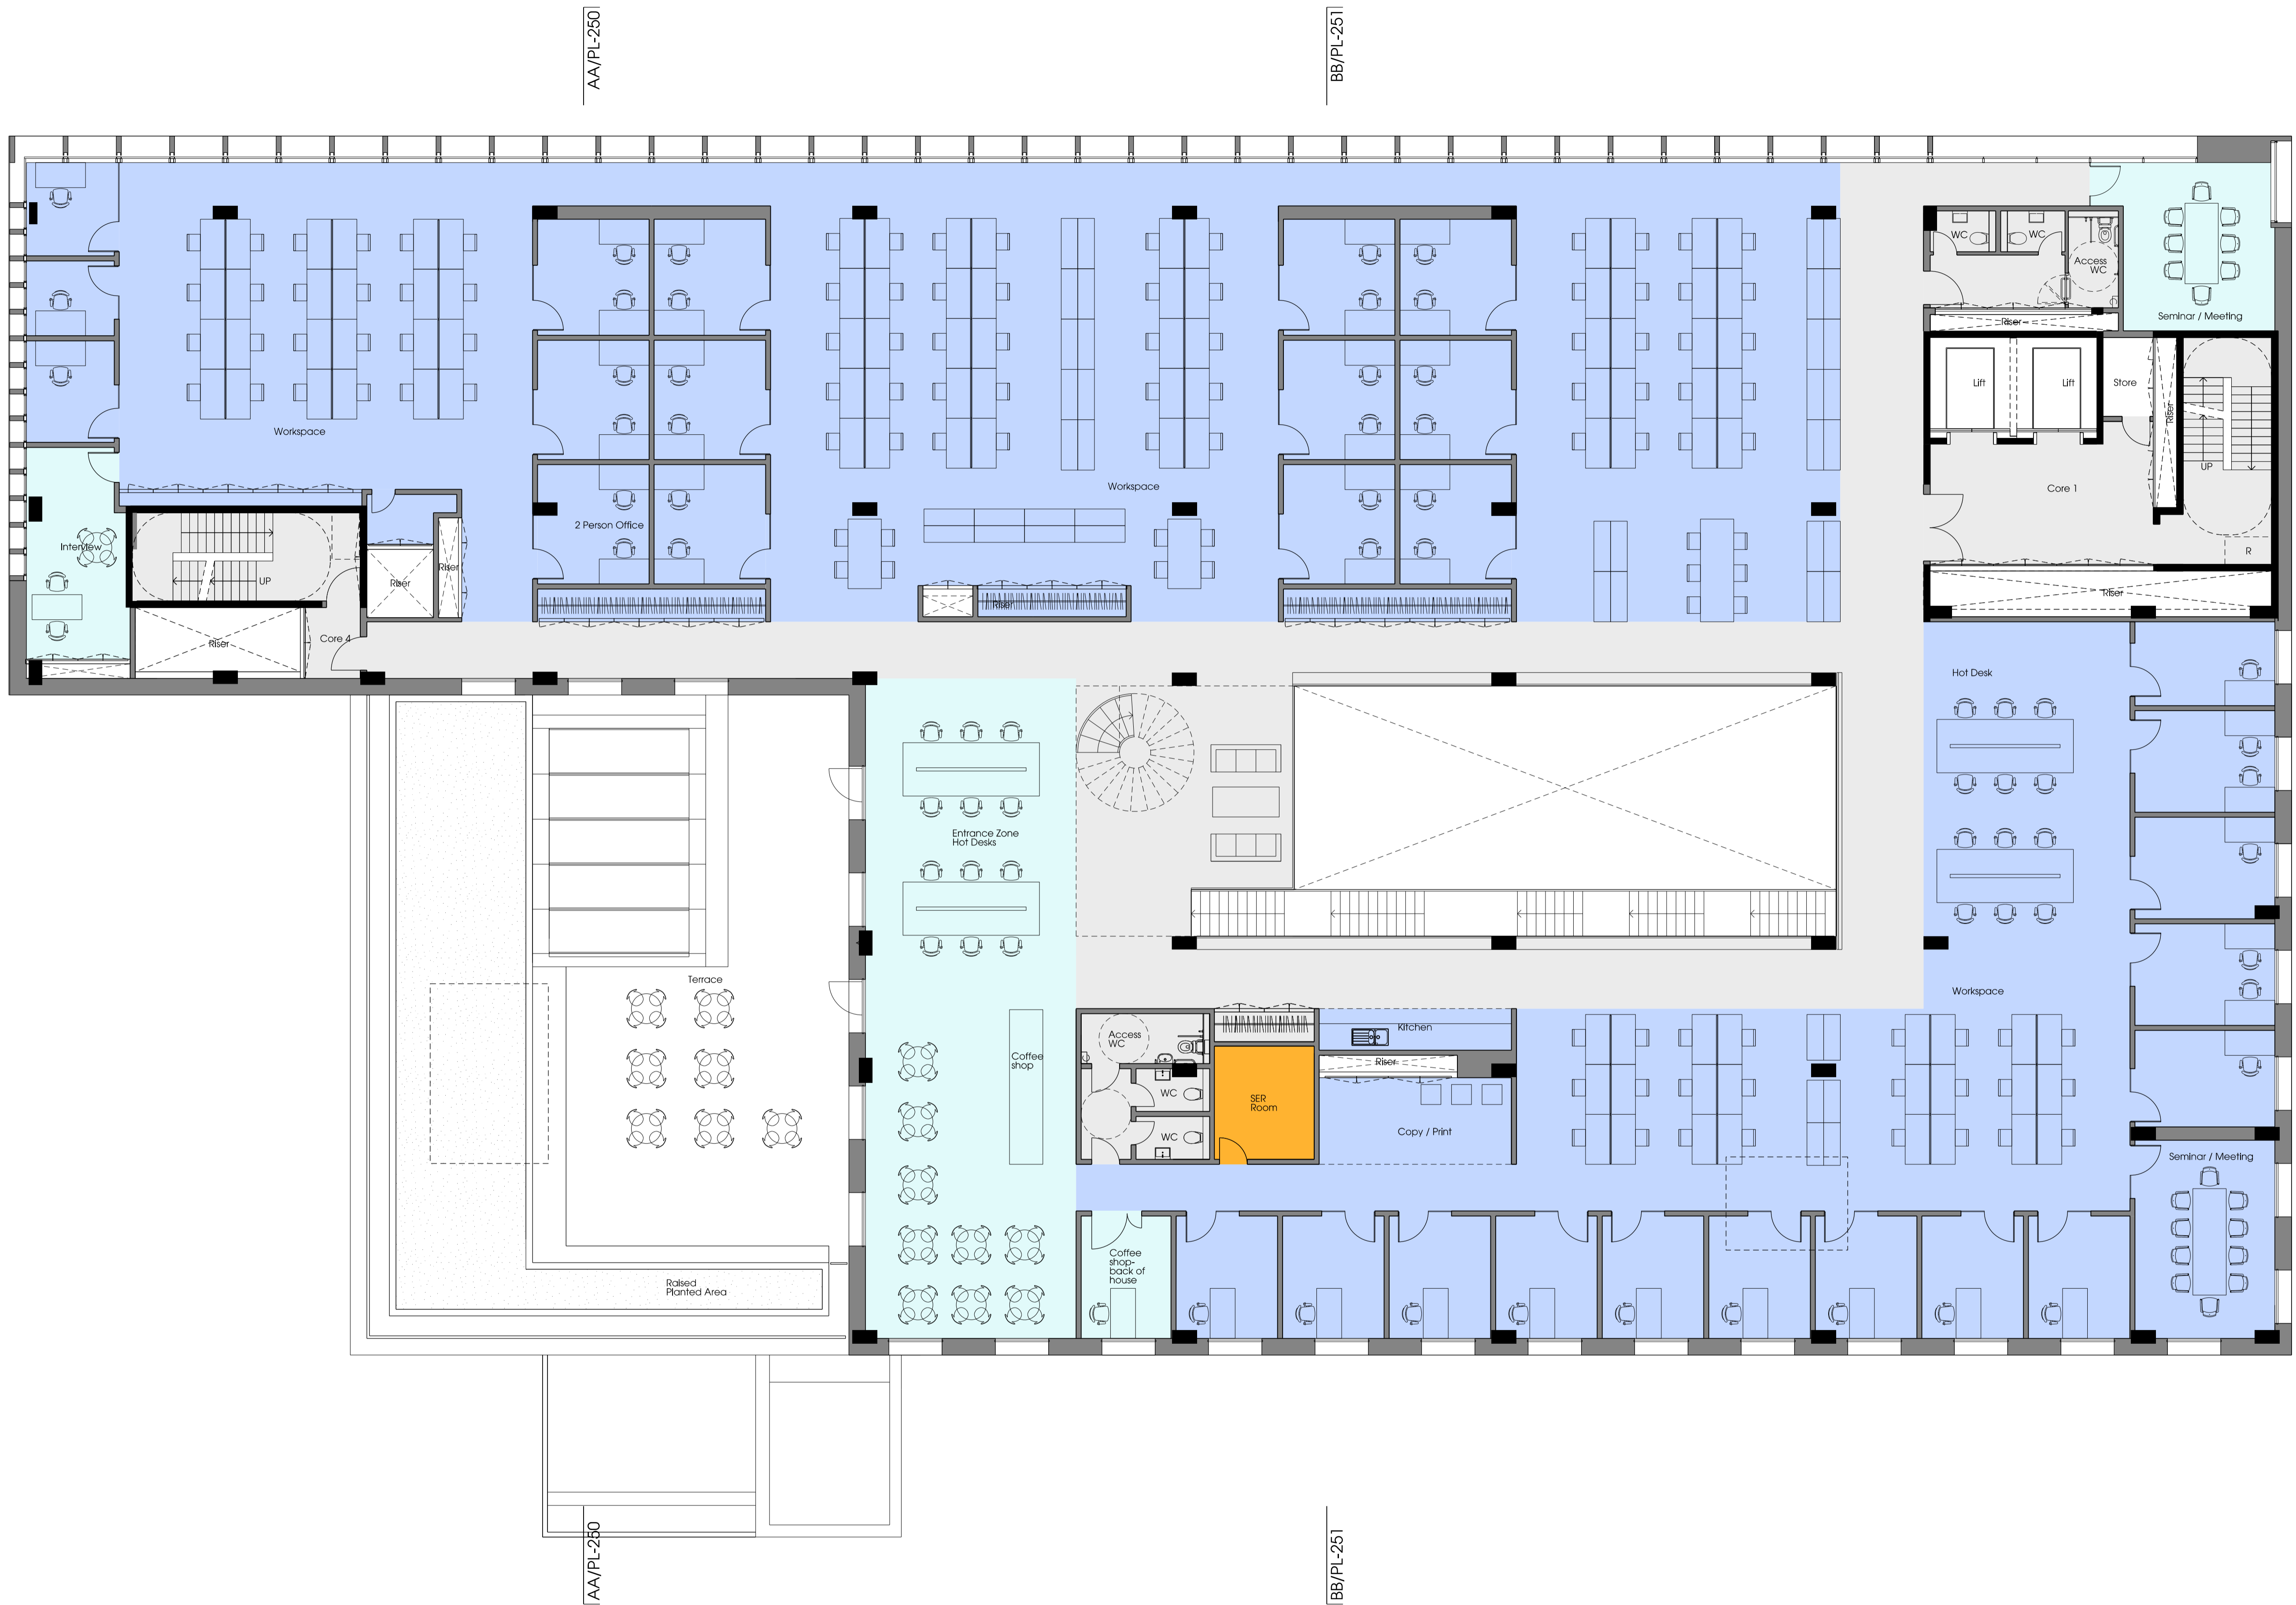 AA/PL-250
BB/PL-251
WC
WC
Access
WC
Riser
Seminar / Meeting
Lift
Lift
Store
Riser
UP
Core 1
R
Riser
Workspace
Workspace
2 Person Office
Interview
UP
Riser
Riser
Riser
Riser
Core 4
Hot Desk
Entrance Zone
Hot Desks
Terrace
Workspace
Coffee
shop
Access
WC
WC
WC
SER
Room
Kitchen
Riser
Copy / Print
Seminar / Meeting
Coffee
shop-
back of
house
Raised
Planted Area
AA/PL-250
BB/PL-251